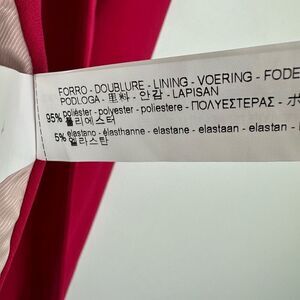 FORRO - DOUBLURE - LINING - VOERING - FODE
PODLOGA - 里料 - 안감 - LAPISAN
poliéster - polyester - poliestere - ΠΟΛΥΕΣΤΕΡΑΣ - ポ
95% 폴리에스터
elastano - élasthanne - elastane - elastaan - elastan -
5% 엘라스탄